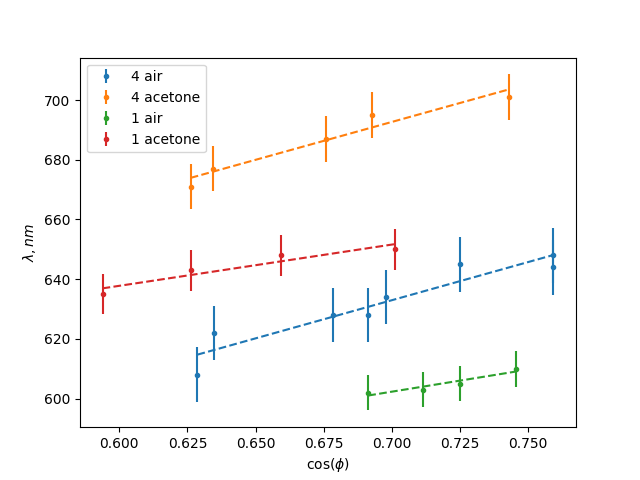 4 air
4 acetone
1 air
1 acetone
700
680
660
640
620
600
λ, nm
0.600
0.625
0.650
0.675
0.700
0.725
0.750
cos(ϕ)